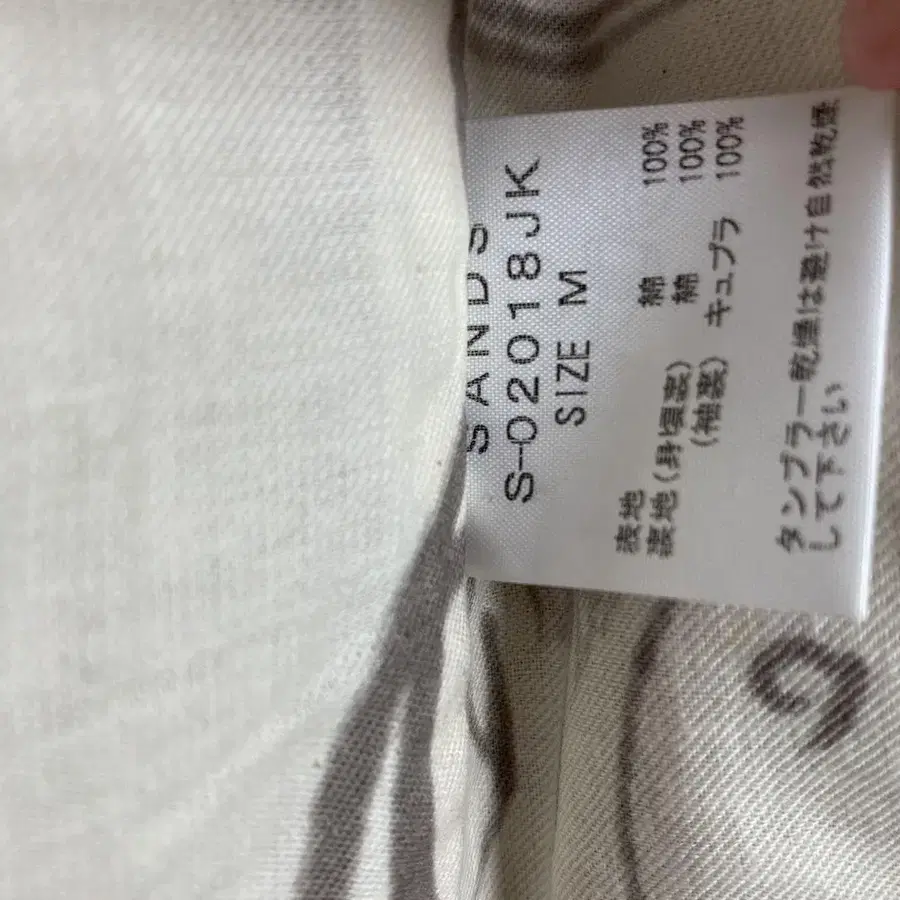 SANDS
S-02018JK
SIZE M
表地 綿 100%
裏地(身頃裏) 綿 100%
(袖裏) キュプラ 100%
タンブラー乾燥は避け自然乾燥
して下さい